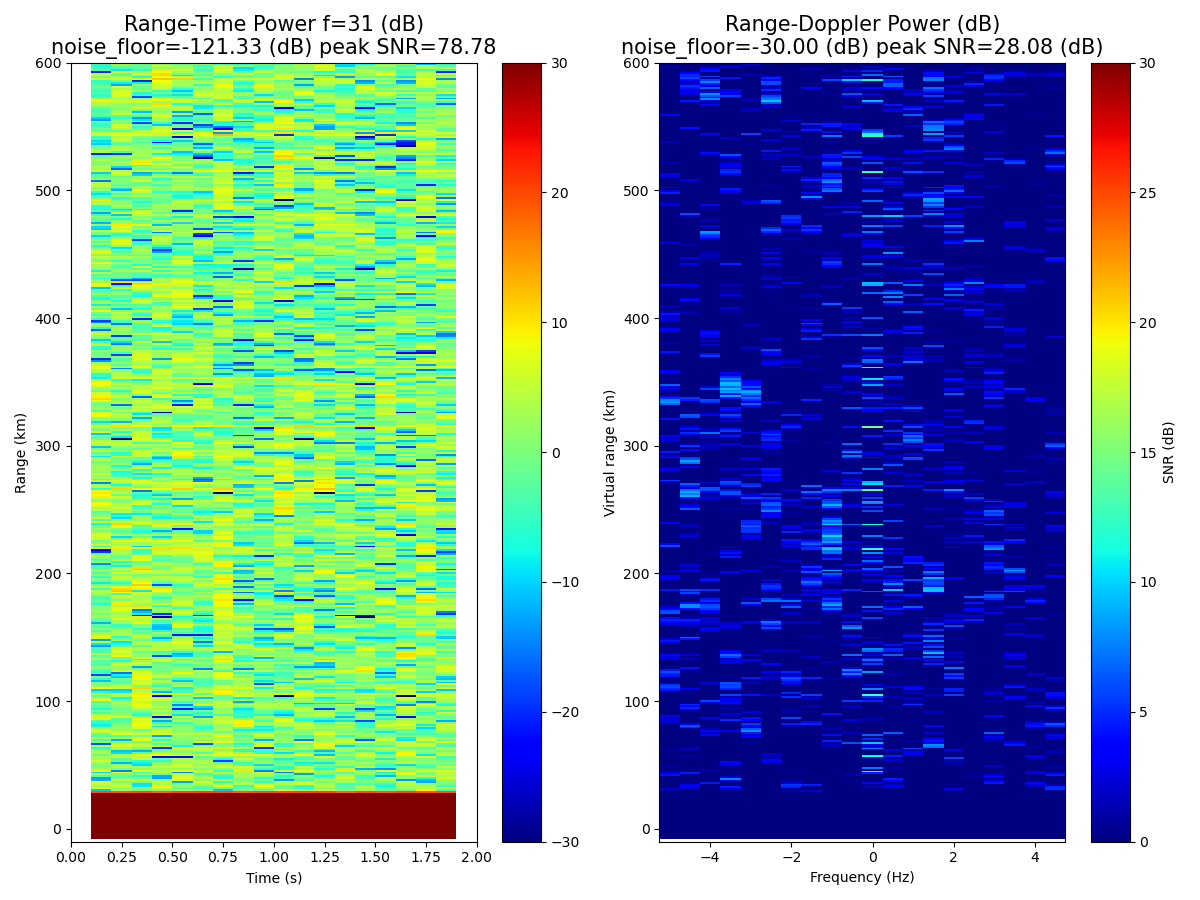 Range-Time Power f=31 (dB)
noise_floor=-121.33 (dB) peak SNR=78.78
600
500
400
300
200
100
0
Range (km)
0.00 0.25 0.50 0.75 1.00 1.25 1.50 1.75 2.00
Time (s)
30
20
10
0
−10
−20
−30
Range-Doppler Power (dB)
noise_floor=-30.00 (dB) peak SNR=28.08 (dB)
600
500
400
300
200
100
0
Virtual range (km)
−4 −2 0 2 4
Frequency (Hz)
30
25
20
15
10
5
0
SNR (dB)